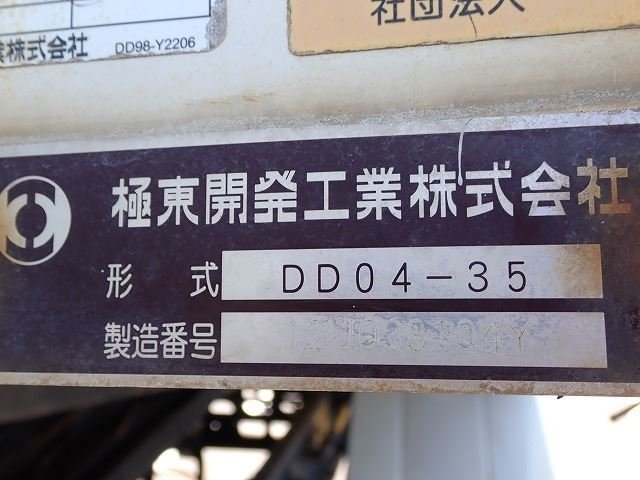 社団法人
業株式会社 DD98-Y2206
極東開発工業株式会社
形式 DD04-35
製造番号